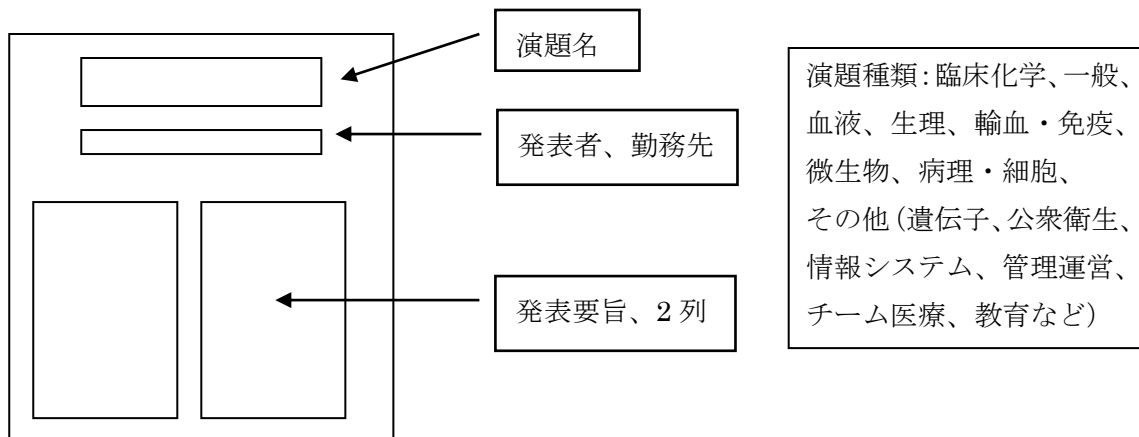 演題名
発表者、勤務先
発表要旨、2 列
演題種類：臨床化学、一般、
血液、生理、輸血・免疫、
微生物、病理・細胞、
その他（遺伝子、公衆衛生、
情報システム、管理運営、
チーム医療、教育など）